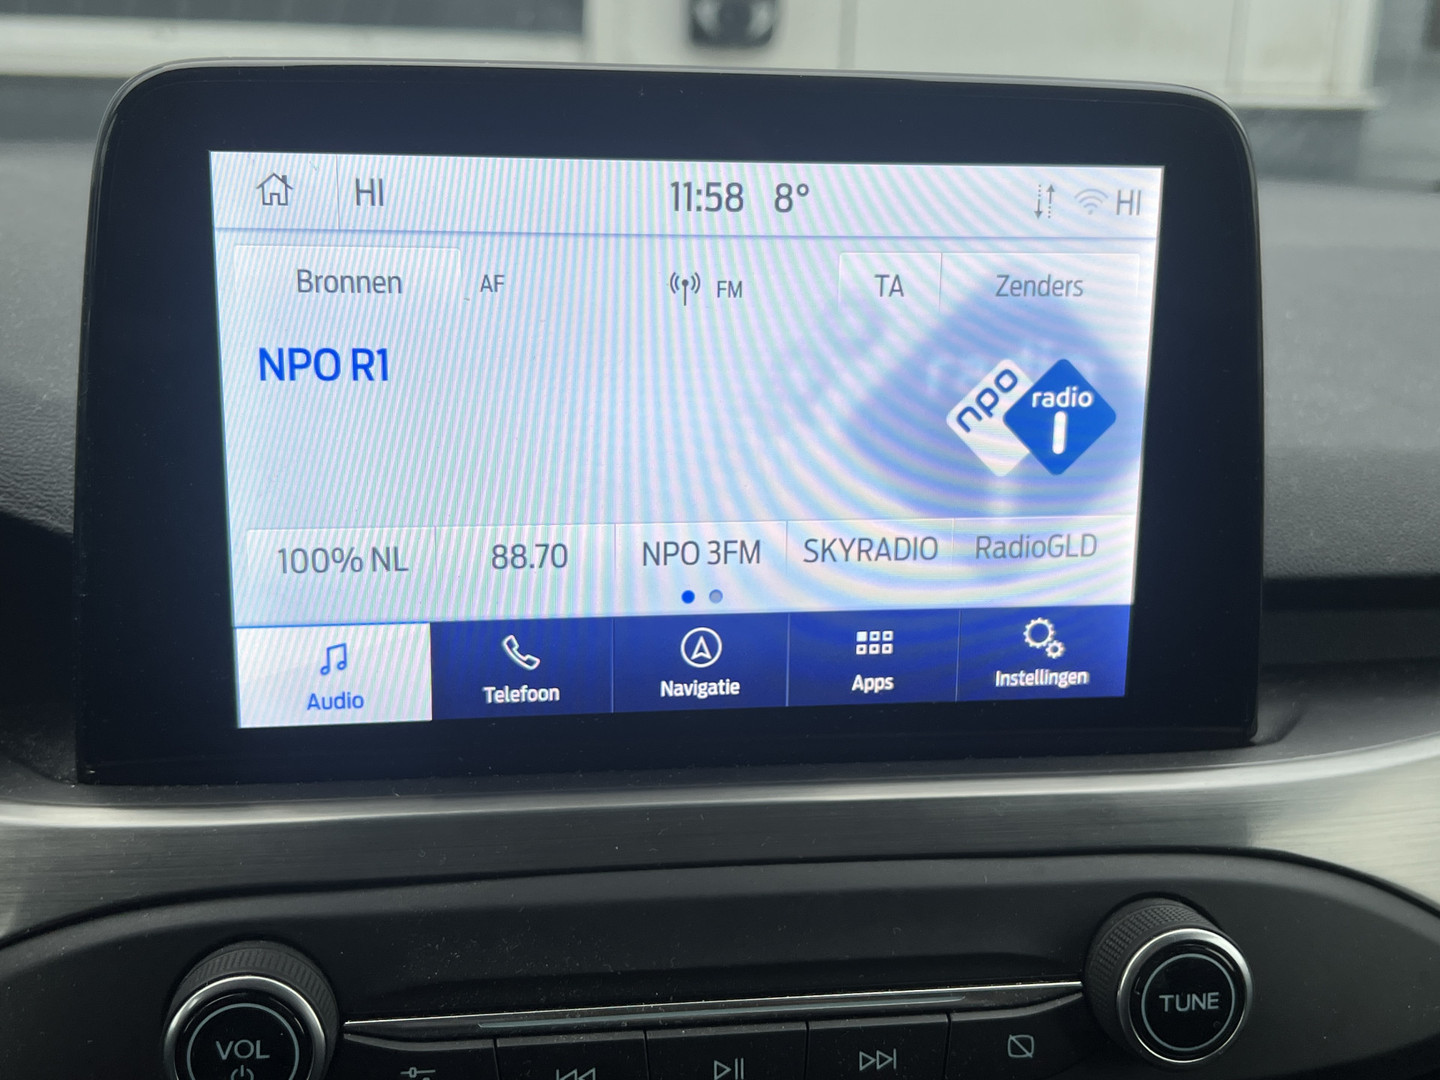 HI 11:58 8° HI
Bronnen AF FM TA Zenders
NPO R1
npo radio 1
100% NL 88.70 NPO 3FM SKYRADIO RadioGLD
Audio Telefoon Navigatie Apps Instellingen
VOL TUNE